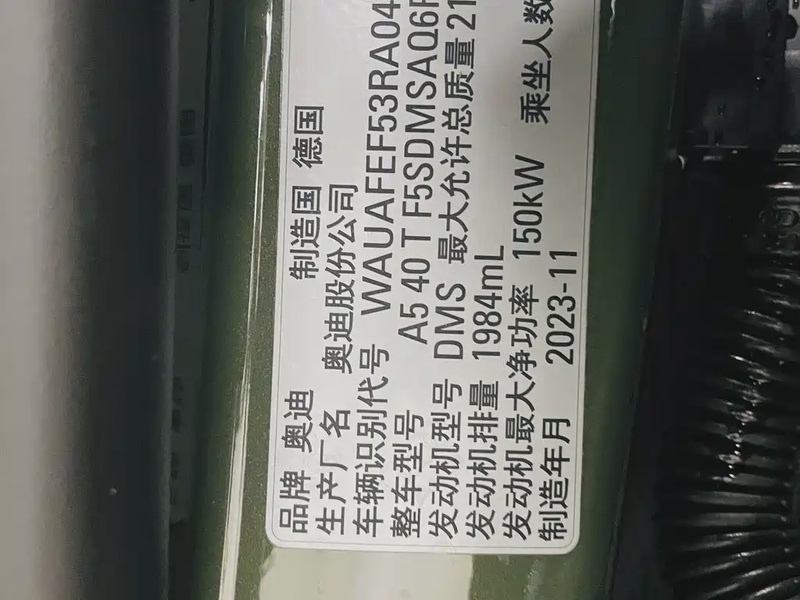 品牌 奥迪 制造国 德国
生产厂名 奥迪股份公司
车辆识别代号 WAUAFEF53RA04
整车型号 A5 40 T F5SDMSAQ6F
发动机型号 DMS 最大允许总质量 21
发动机排量 1984mL
发动机最大净功率 150kW 乘坐人数
制造年月 2023-11